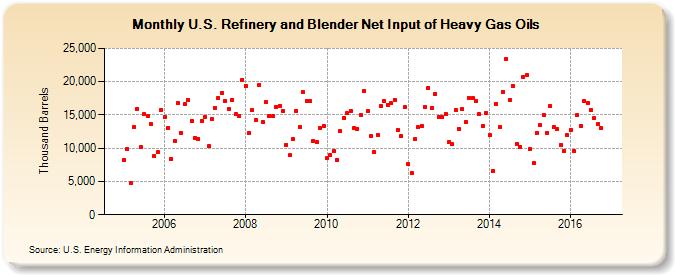 Monthly U.S. Refinery and Blender Net Input of Heavy Gas Oils
Thousand Barrels
25,000
20,000
15,000
10,000
5,000
0
2006 2008 2010 2012 2014 2016
Source: U.S. Energy Information Administration